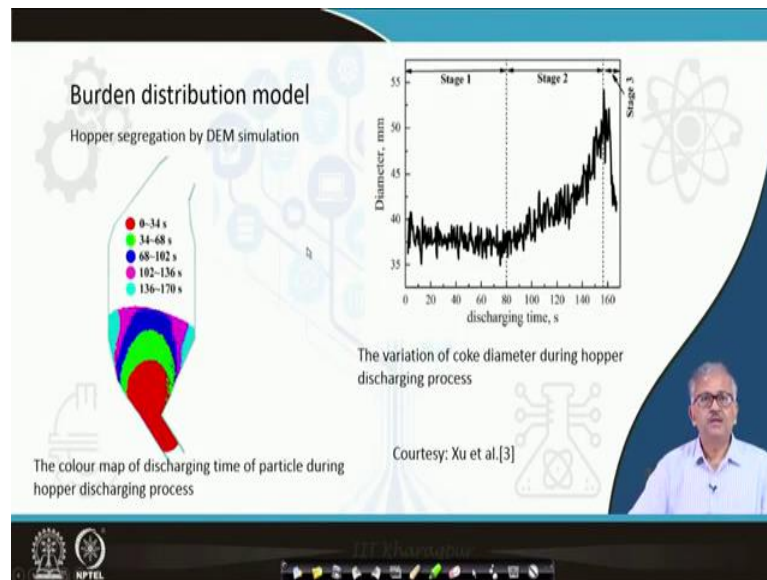 Burden distribution model
Hopper segregation by DEM simulation
0~34 s
34~68 s
68~102 s
102~136 s
136~170 s
The colour map of discharging time of particle during
hopper discharging process
Stage 1
Stage 2
Stage 3
Diameter, mm
55
50
45
40
35
0 20 40 60 80 100 120 140 160
discharging time, s
The variation of coke diameter during hopper
discharging process
Courtesy: Xu et al.[3]
IIT Kharagpur
NPTEL